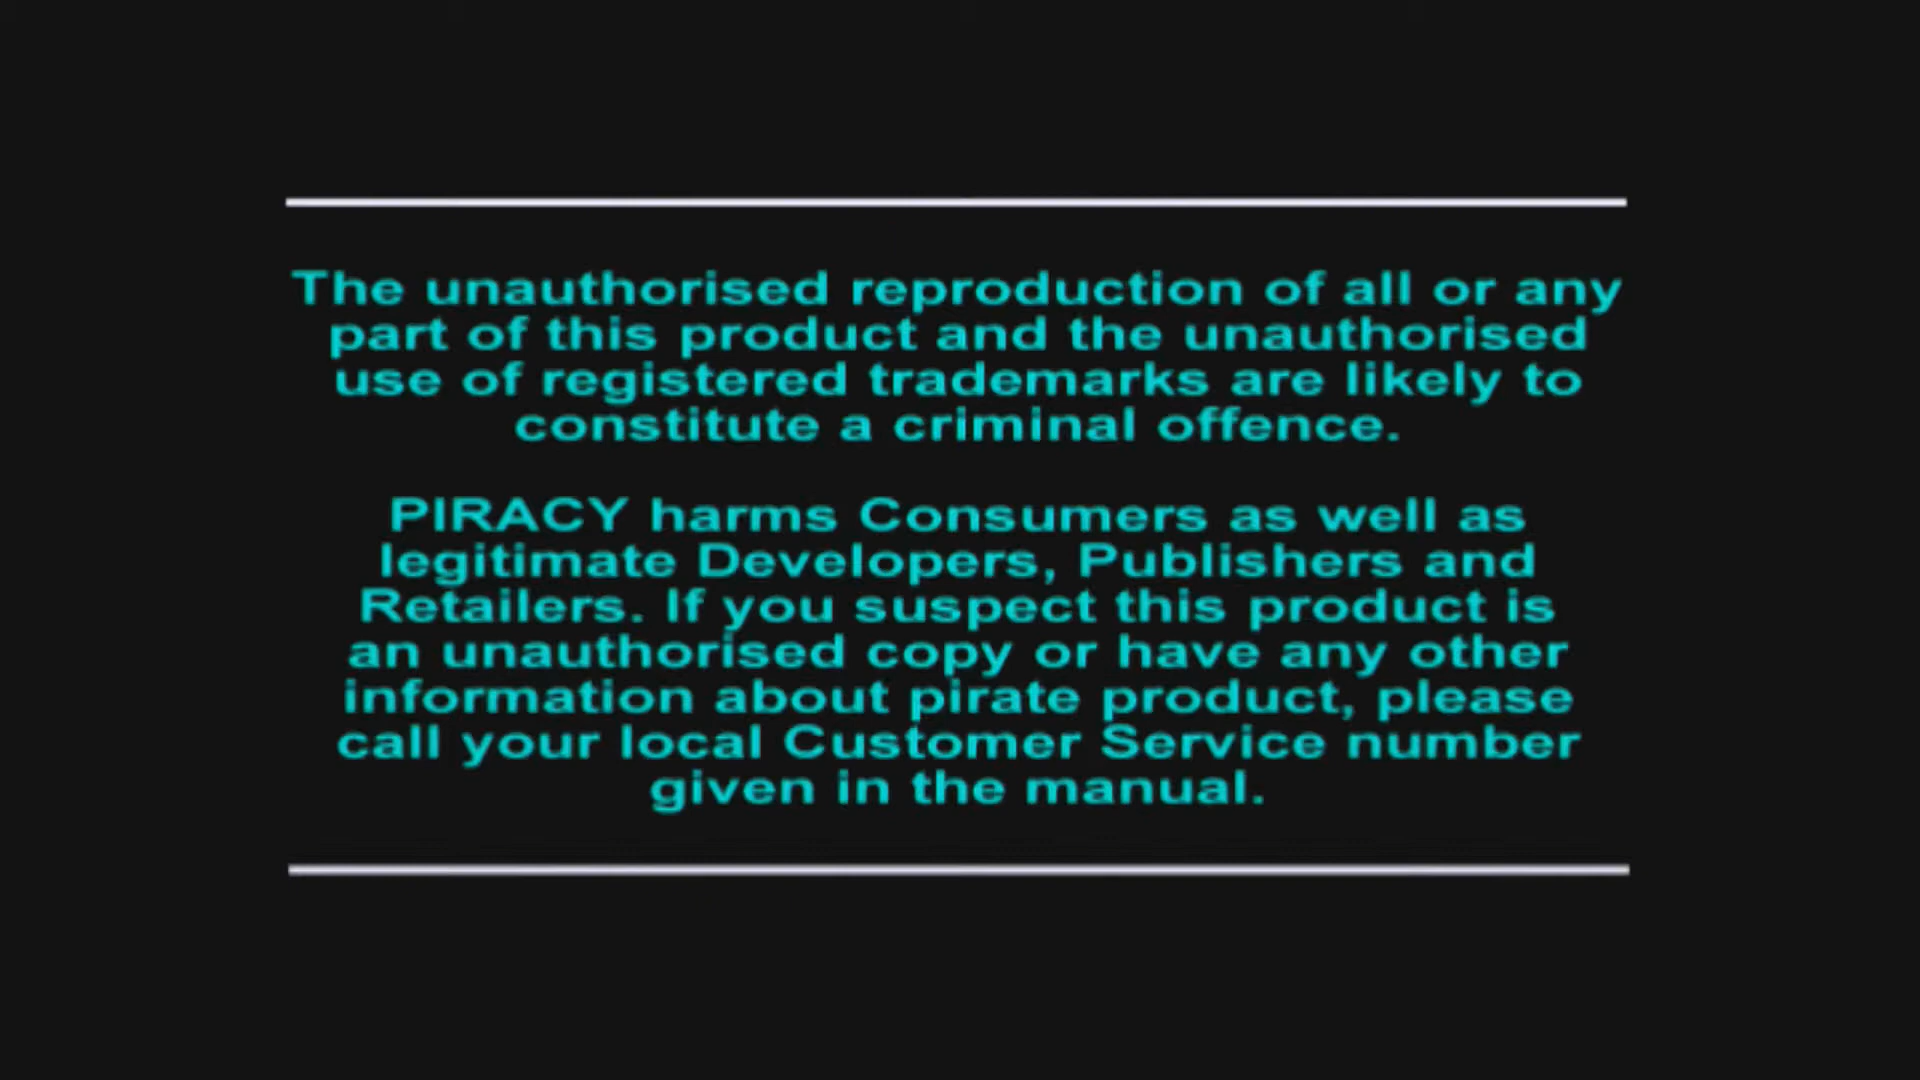 The unauthorised reproduction of all or any
part of this product and the unauthorised
use of registered trademarks are likely to
constitute a criminal offence.
PIRACY harms Consumers as well as
legitimate Developers, Publishers and
Retailers. If you suspect this product is
an unauthorised copy or have any other
information about pirate product, please
call your local Customer Service number
given in the manual.